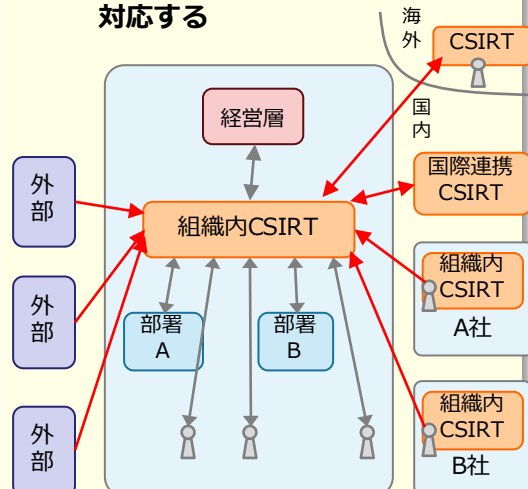 対応する
海外
CSIRT
国内
経営層
国際連携
CSIRT
外部
組織内CSIRT
組織内
CSIRT
A社
外部
部署
A
部署
B
組織内
CSIRT
B社
外部